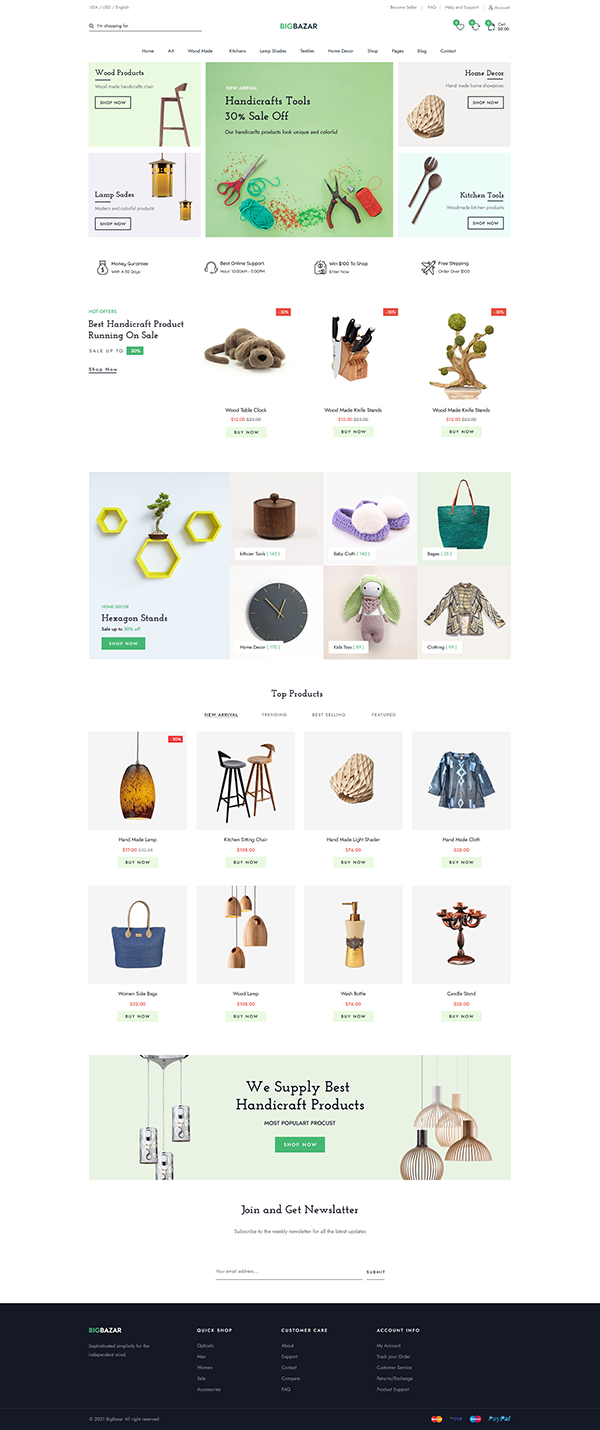 USA / USD / English
Become Seller | FAQ | Help and Support | Account
I'm shopping for
BIGBAZAR
0 0 0 Cart
$0.00
Home Art Wood Made Kitchens Lamp Shades Textiles Home Decor Shop Pages Blog Contact
Wood Products
Wood made handicrafts chair
SHOP NOW
NEW ARRIVAL
Handicrafts Tools
30% Sale Off
Our handicarfts products look unique and colorful
Home Decor
Hand made showpices
SHOP NOW
Lamp Sades
Modern and colorful products
SHOP NOW
Kitchen Tools
Woodmade kitchen products
SHOP NOW
Money Gurantee
With A 30 Days
Best Online Support
Hour: 10:00AM - 5:00PM
Win $100 To Shop
Enter Now
Free Shipping
Order Over $100
HOT OFFERS
Best Handicraft Product
Running On Sale
SALE UP TO 50%
Shop Now
- 30%
- 30%
- 30%
Wood Table Clock
$12.00 $23.00
BUY NOW
Wood Made Knife Stands
$12.00 $23.00
BUY NOW
Wood Made Knife Stands
$12.00 $23.00
BUY NOW
HOME DECOR
Hexagon Stands
Sale up to 30% off
SHOP NOW
kithcen Tools ( 142 )
Baby Cloth ( 142 )
Bages ( 35 )
Home Decor ( 170 )
Kids Toys ( 89 )
Clothing ( 99 )
Top Products
NEW ARRIVAL TRENDING BEST SELLING FEATURED
Hand Made Lamp
$17.00
BUY NOW
Kitchen Sitting Chair
$108.00
BUY NOW
Hand Made Light Shader
$76.00
BUY NOW
Hand Made Cloth
$32.00
BUY NOW
Women Side Bags
$22.00
BUY NOW
Wood Lamp
$108.00
BUY NOW
Wash Bottle
$76.00
BUY NOW
Candle Stand
$32.00
BUY NOW
We Supply Best
Handicraft Products
MOST POPULART PROCUST
SHOP NOW
Join and Get Newslatter
Subscribe to the weekly newsletter for all the latest updates
Your email address...
SUBMIT
BIGBAZAR
Sophisticated simplicity for the
independent mind.
QUICK SHOP
Opticals
Men
Women
Sale
Accessories
CUSTOMER CARE
About
Support
Contact
Compare
FAQ
ACCOUNT INFO
My Account
Track your Order
Customer Service
Returns/Exchange
Product Support
© 2021 BigBazar All right reserved
VISA
PayPal